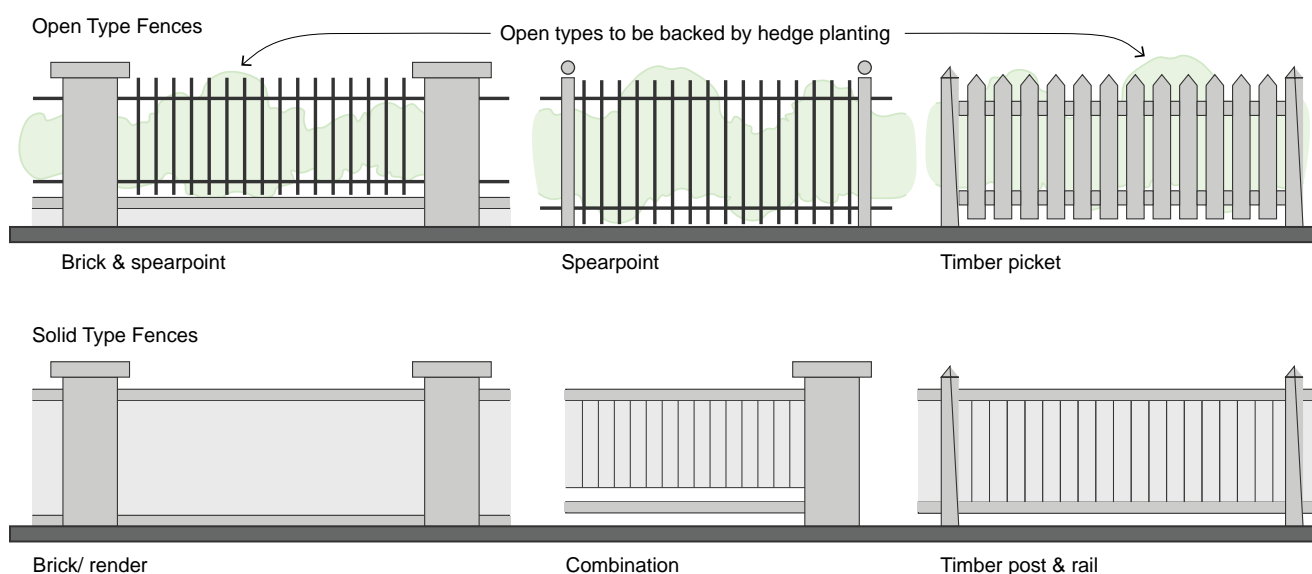 Open Type Fences
Open types to be backed by hedge planting
Brick & spearpoint
Spearpoint
Timber picket
Solid Type Fences
Brick/ render
Combination
Timber post & rail